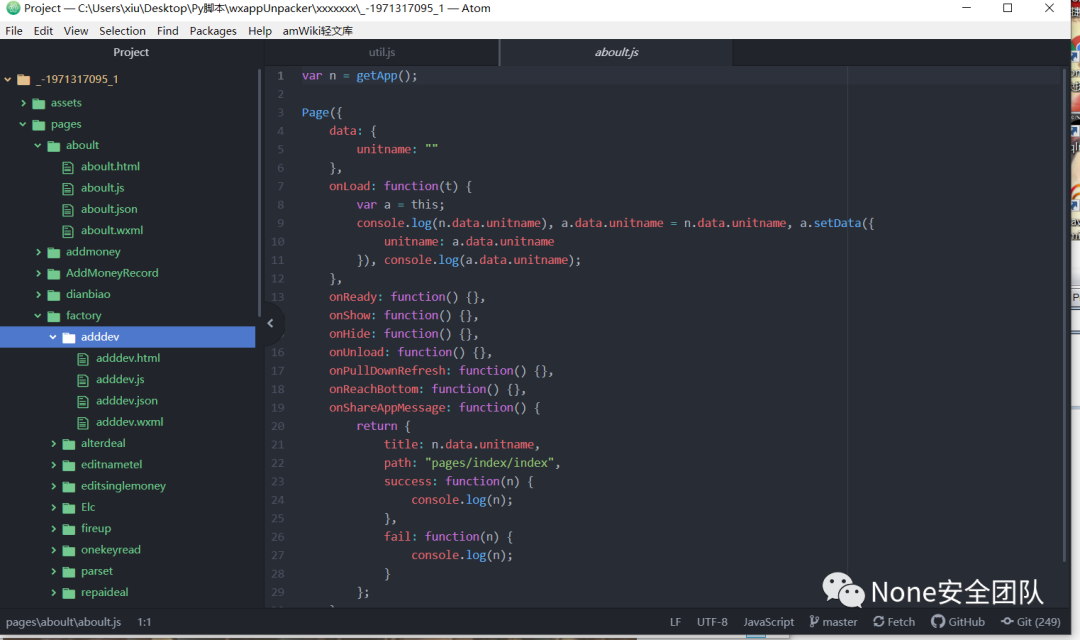 Project — C:\Users\xiu\Desktop\Py脚本\wxappUnpacker\xxxxxxx\_-1971317095_1 — Atom
File Edit View Selection Find Packages Help amWiki轻文库
Project
util.js
aboult.js
_-1971317095_1
assets
pages
aboult
aboult.html
aboult.js
aboult.json
aboult.wxml
addmoney
AddMoneyRecord
dianbiao
factory
adddev
adddev.html
adddev.js
adddev.json
adddev.wxml
alterdeal
editnametel
editsinglemoney
Elc
fireup
onekeyread
parset
repaideal
1 var n = getApp();
2
3 Page({
4 data: {
5 unitname: ""
6 },
7 onLoad: function(t) {
8 var a = this;
9 console.log(n.data.unitname), a.data.unitname = n.data.unitname, a.setData({
10 unitname: a.data.unitname
11 }), console.log(a.data.unitname);
12 },
13 onReady: function() {},
onShow: function() {},
onHide: function() {},
16 onUnload: function() {},
17 onPullDownRefresh: function() {},
18 onReachBottom: function() {},
19 onShareAppMessage: function() {
20 return {
21 title: n.data.unitname,
22 path: "pages/index/index",
23 success: function(n) {
24 console.log(n);
25 },
26 fail: function(n) {
27 console.log(n);
28 }
29 };
None安全团队
pages\aboult\aboult.js 1:1 LF UTF-8 JavaScript master Fetch GitHub Git (249)